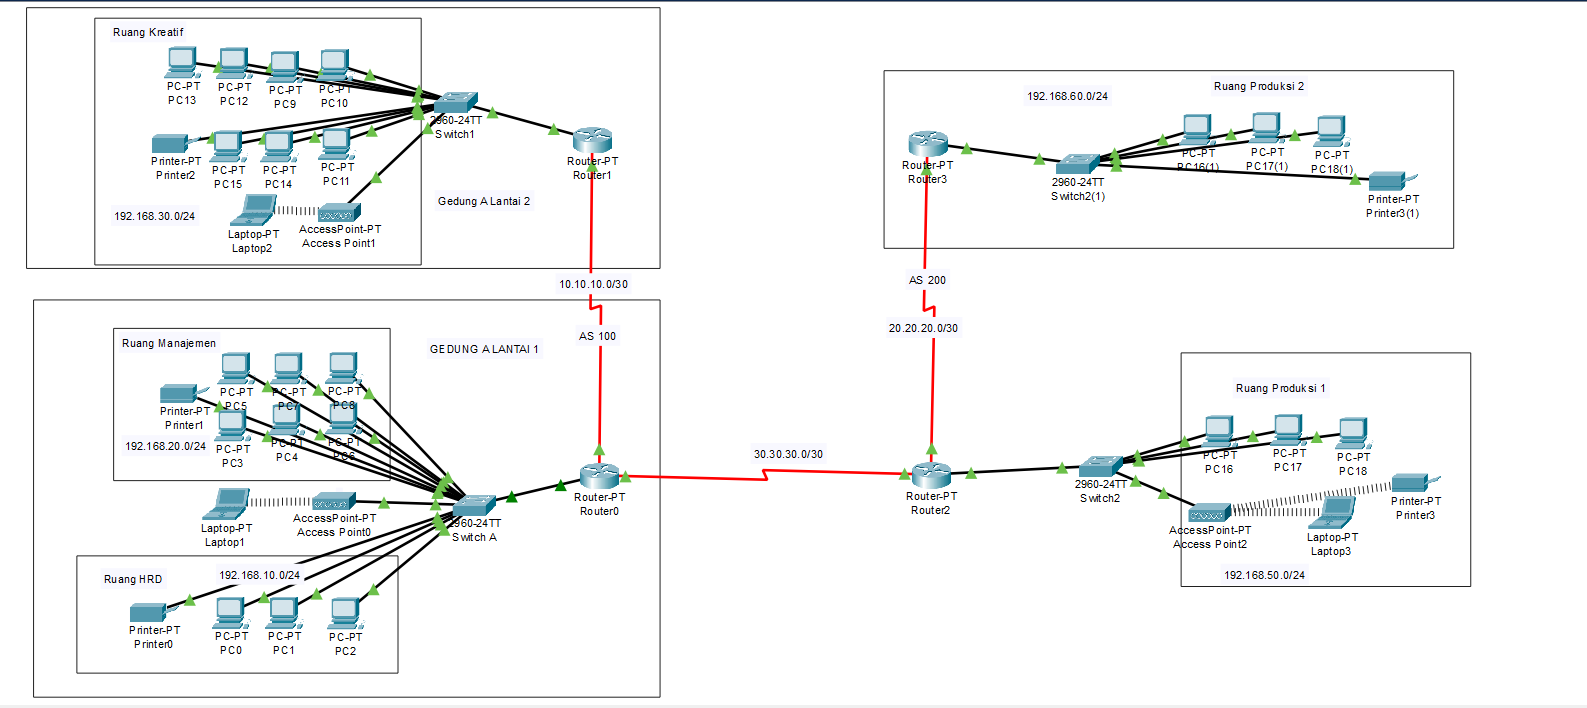 Ruang Kreatif
PC-PT
PC13
PC-PT
PC12
PC-PT
PC9
PC-PT
PC10
2960-24TT
Switch1
Printer-PT
Printer2
PC-PT
PC15
PC-PT
PC14
PC-PT
PC11
Router-PT
Router1
192.168.30.0/24
Laptop-PT
Laptop2
AccessPoint-PT
Access Point1
Gedung A Lantai 2
10.10.10.0/30
AS 100
GEDUNG A LANTAI 1
Ruang Manajemen
PC-PT
PC5
PC-PT
PC7
PC-PT
PC8
Printer-PT
Printer1
192.168.20.0/24
PC-PT
PC3
PC-PT
PC4
PC-PT
PC6
Laptop-PT
Laptop1
AccessPoint-PT
Access Point0
2960-24TT
Switch A
Router-PT
Router0
Ruang HRD
192.168.10.0/24
Printer-PT
Printer0
PC-PT
PC0
PC-PT
PC1
PC-PT
PC2
30.30.30.0/30
Ruang Produksi 2
192.168.60.0/24
Router-PT
Router3
2960-24TT
Switch2(1)
PC-PT
PC16(1)
PC-PT
PC17(1)
PC-PT
PC18(1)
Printer-PT
Printer3(1)
AS 200
20.20.20.0/30
Router-PT
Router2
Ruang Produksi 1
2960-24TT
Switch2
PC-PT
PC16
PC-PT
PC17
PC-PT
PC18
Printer-PT
Printer3
AccessPoint-PT
Access Point2
Laptop-PT
Laptop3
192.168.50.0/24